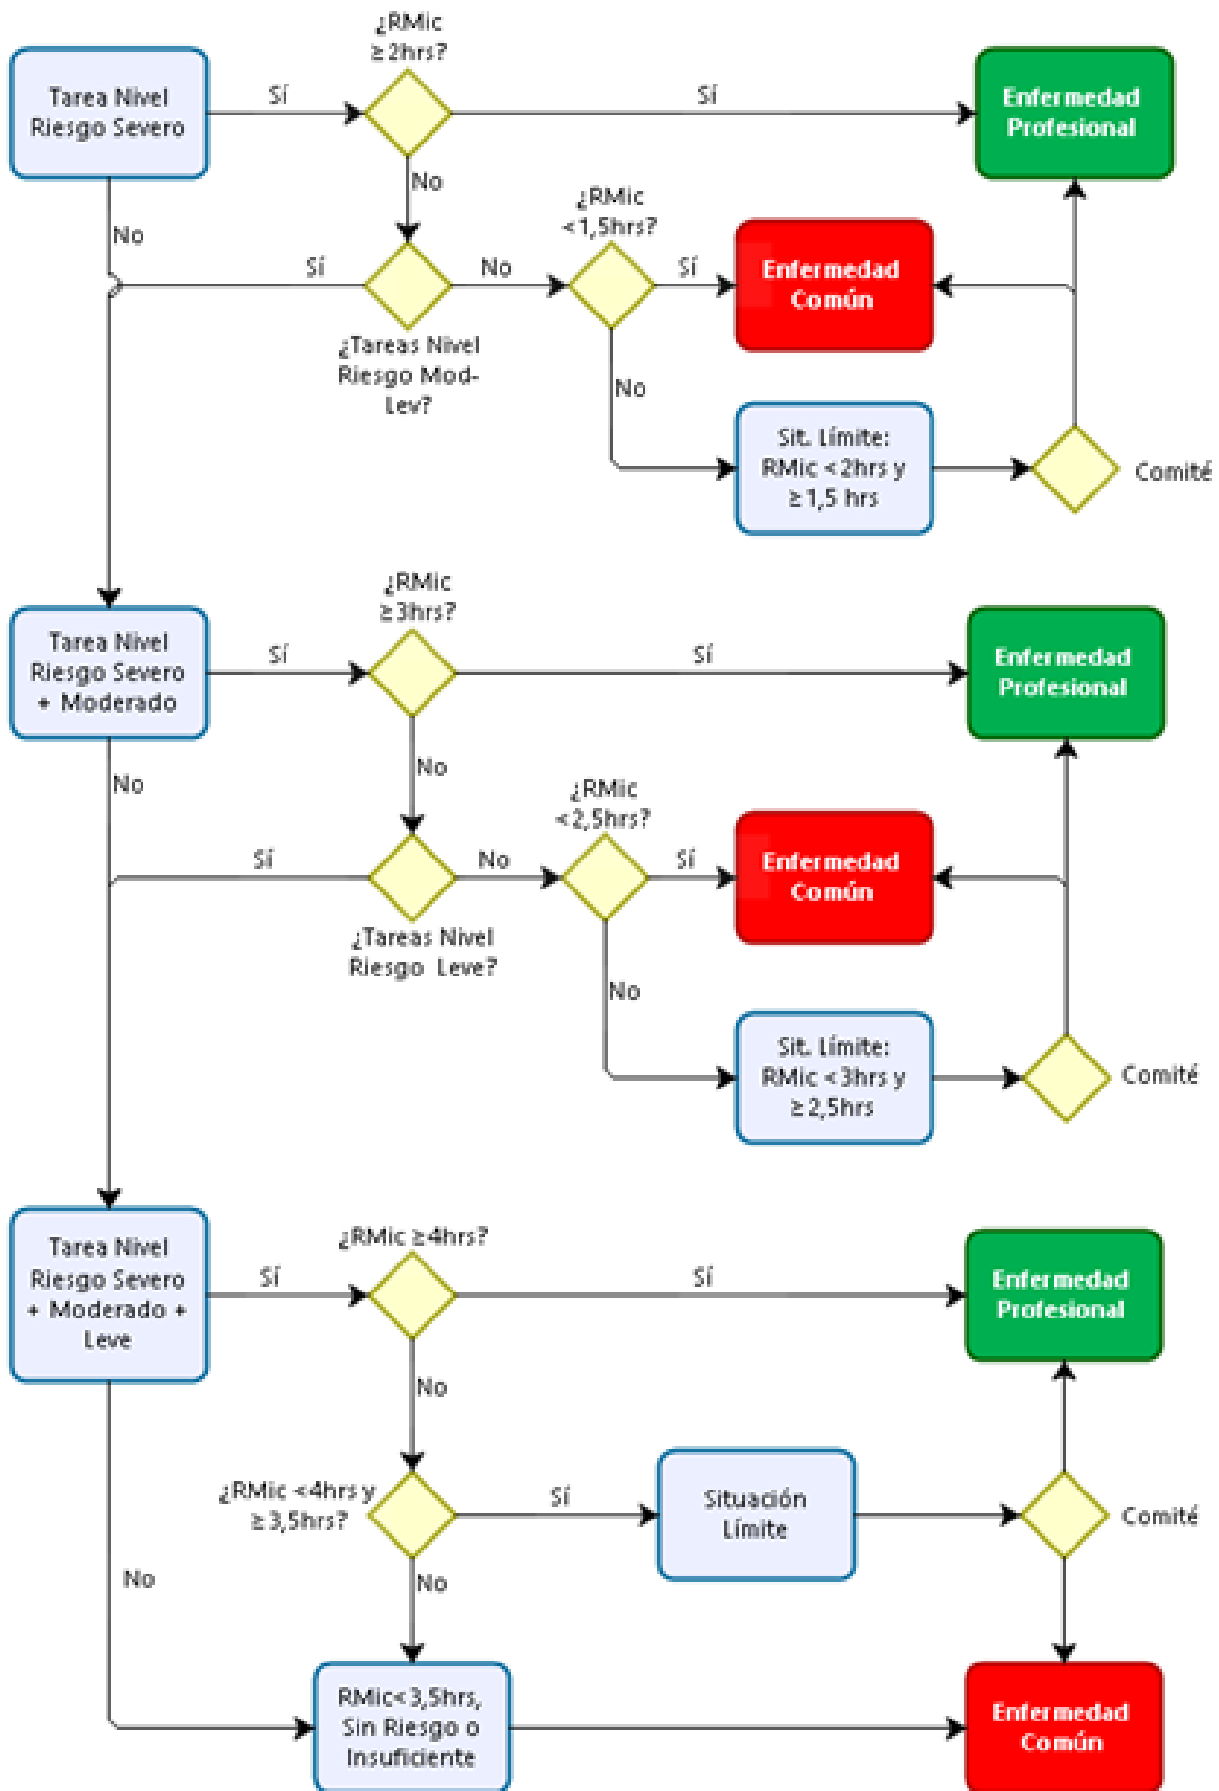 ¿RMic
≥2hrs?
Tarea Nivel
Riesgo Severo
Sí
Sí
Enfermedad
Profesional
No
No
¿RMic
<1,5hrs?
Sí
No
Sí
Enfermedad
Común
¿Tareas Nivel
Riesgo Mod-
Lev?
No
Sit. Límite:
RMic <2hrs y
≥1,5 hrs
Comité
¿RMic
≥3hrs?
Tarea Nivel
Riesgo Severo
+ Moderado
Sí
Sí
Enfermedad
Profesional
No
No
¿RMic
<2,5hrs?
Sí
No
Sí
Enfermedad
Común
¿Tareas Nivel
Riesgo Leve?
No
Sit. Límite:
RMic <3hrs y
≥2,5hrs
Comité
¿RMic ≥4hrs?
Tarea Nivel
Riesgo Severo
+ Moderado +
Leve
Sí
Sí
Enfermedad
Profesional
No
¿RMic <4hrs y
≥3,5hrs?
Sí
Situación
Límite
Comité
No
No
RMic<3,5hrs,
Sin Riesgo o
Insuficiente
Enfermedad
Común